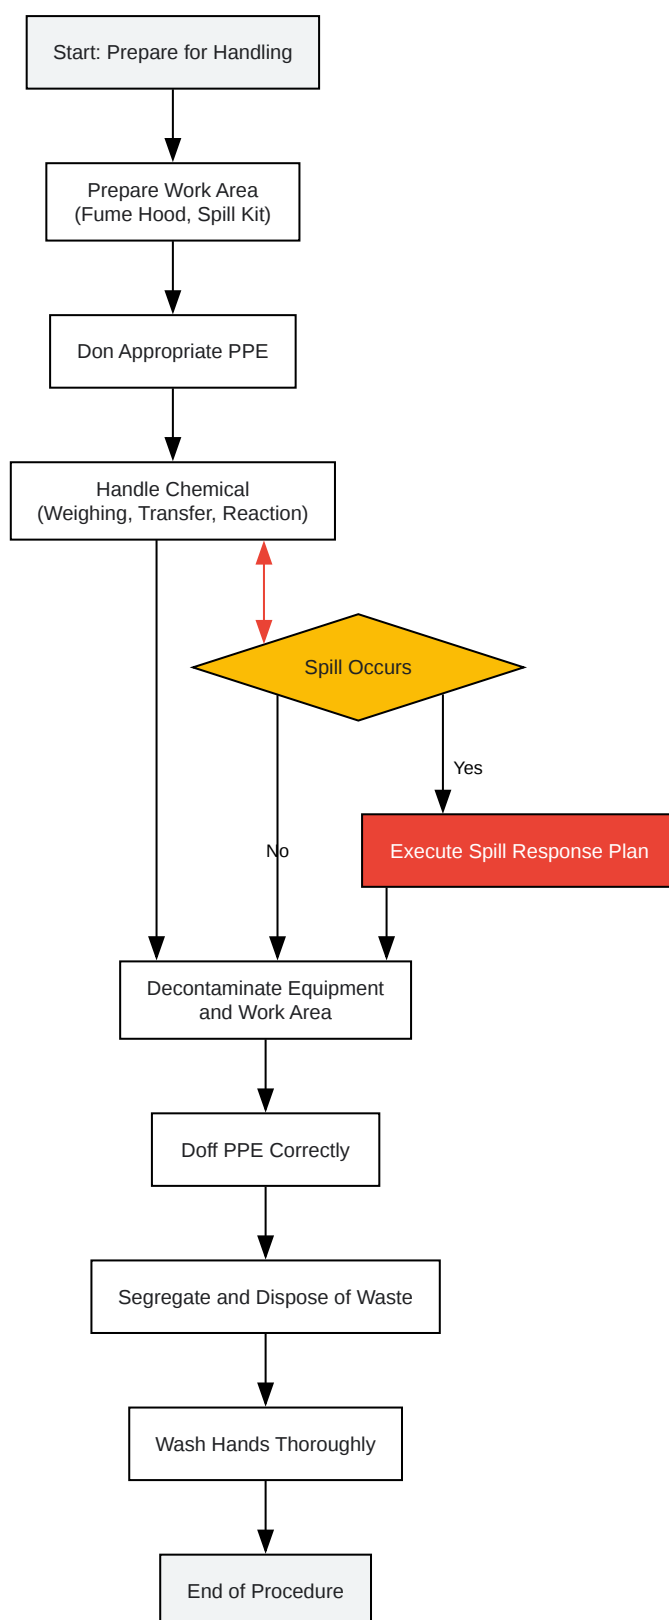 Start: Prepare for Handling
Prepare Work Area
(Fume Hood, Spill Kit)
Don Appropriate PPE
Handle Chemical
(Weighing, Transfer, Reaction)
Spill Occurs
Yes
No
Execute Spill Response Plan
Decontaminate Equipment
and Work Area
Doff PPE Correctly
Segregate and Dispose of Waste
Wash Hands Thoroughly
End of Procedure